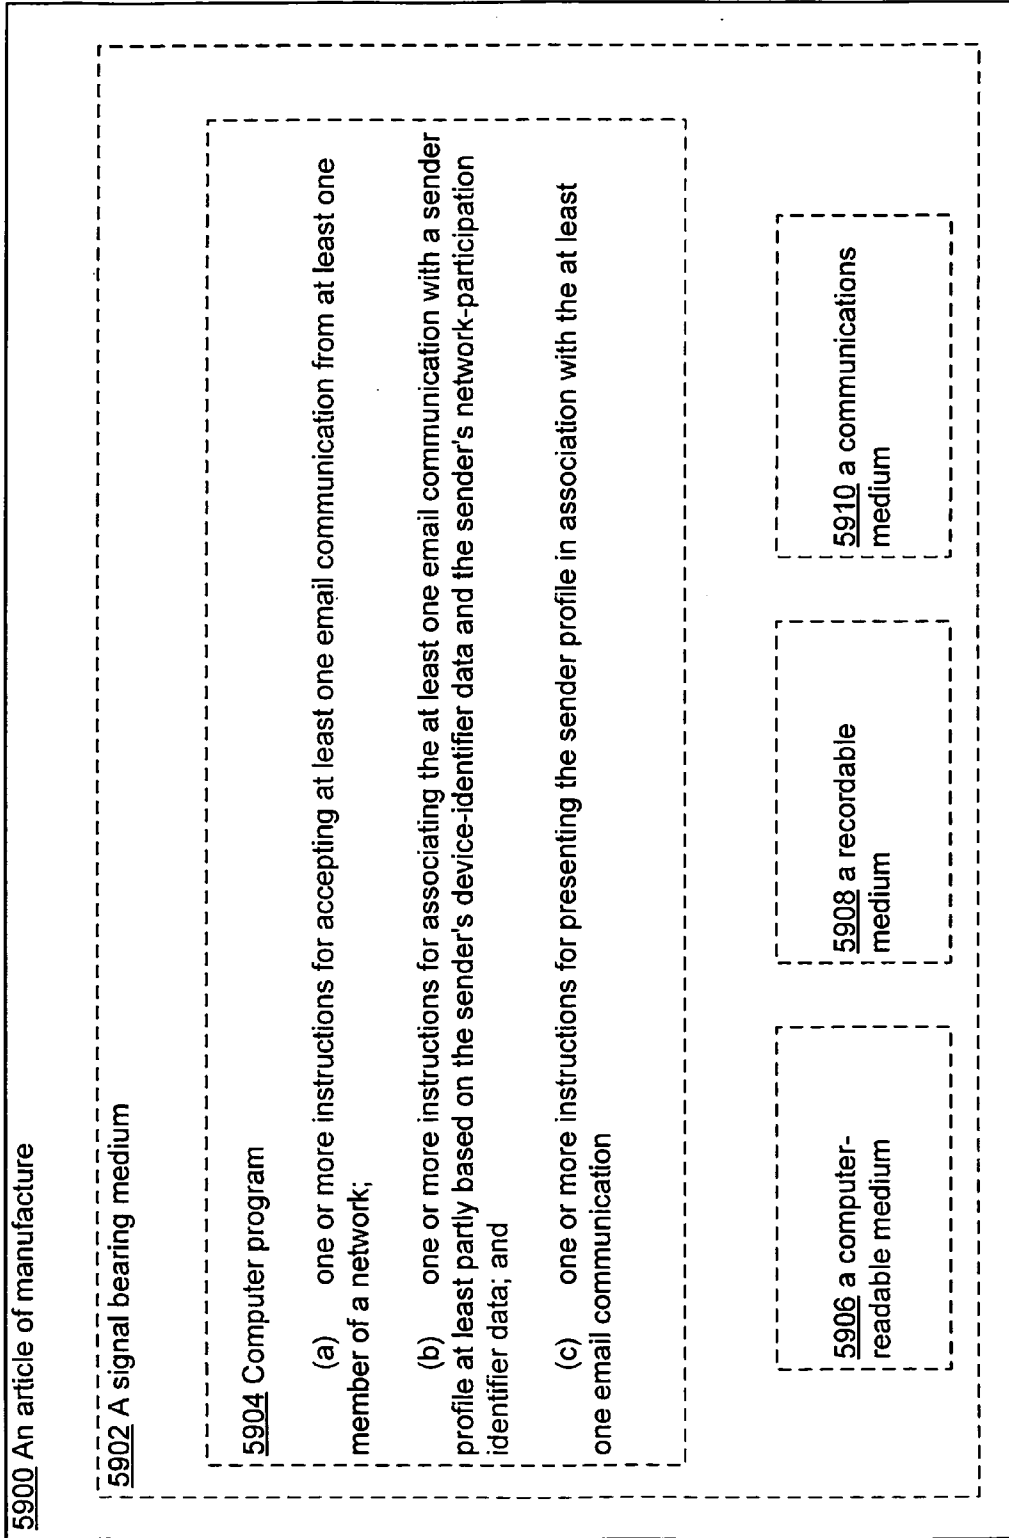 5900 An article of manufacture
5902 A signal bearing medium
5904 Computer program
(a) one or more instructions for accepting at least one email communication from at least one
member of a network;
(b) one or more instructions for associating the at least one email communication with a sender
profile at least partly based on the sender's device-identifier data and the sender's network-participation
identifier data; and
(c) one or more instructions for presenting the sender profile in association with the at least
one email communication
5906 a computer-
readable medium
5908 a recordable
medium
5910 a communications
medium